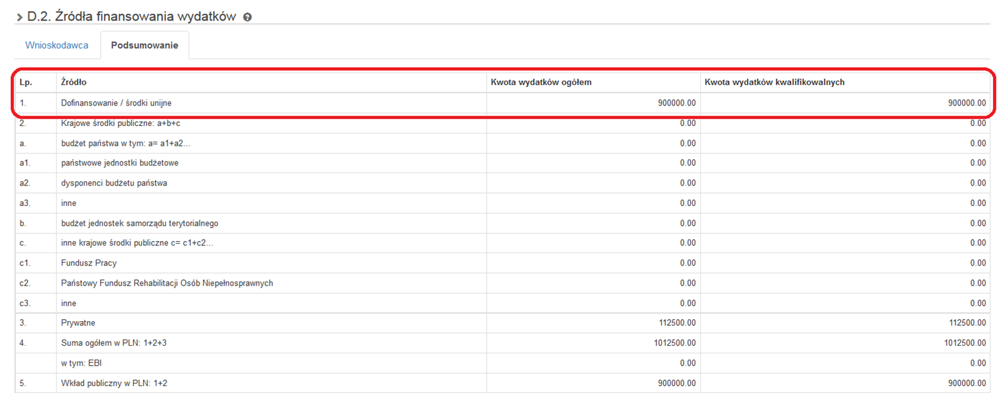 D.2. Źródła finansowania wydatków
Wnioskodawca Podsumowanie
Lp. Źródło Kwota wydatków ogółem Kwota wydatków kwalifikowalnych
1. Dofinansowanie / środki unijne 900000.00 900000.00
2. Krajowe środki publiczne: a+b+c 0.00 0.00
a. budżet państwa w tym: a= a1+a2... 0.00 0.00
a1. państwowe jednostki budżetowe 0.00 0.00
a2. dysponenci budżetu państwa 0.00 0.00
a3. inne 0.00 0.00
b. budżet jednostek samorządu terytorialnego 0.00 0.00
c. inne krajowe środki publiczne c= c1+c2... 0.00 0.00
c1. Fundusz Pracy 0.00 0.00
c2. Państowy Fundusz Rehabilitacji Osób Niepełnosprawnych 0.00 0.00
c3. inne 0.00 0.00
3. Prywatne 112500.00 112500.00
4. Suma ogółem w PLN: 1+2+3 1012500.00 1012500.00
w tym: EBI 0.00 0.00
5. Wkład publiczny w PLN: 1+2 900000.00 900000.00